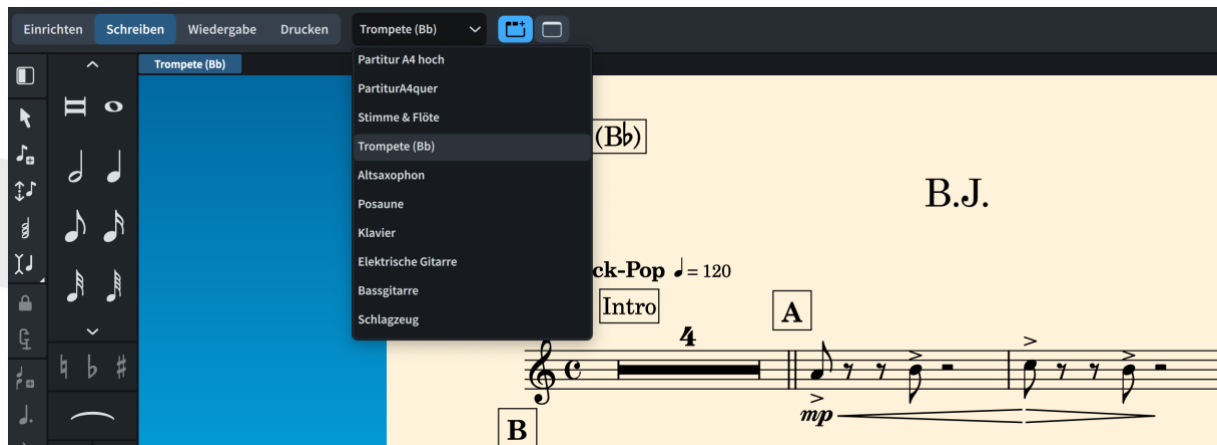 Einrichten Schreiben Wiedergabe Drucken Trompete (Bb)
Trompete (Bb)
Partitur A4 hoch
PartiturA4quer
Stimme & Flöte
Trompete (Bb)
Altsaxophon
Posaune
Klavier
Elektrische Gitarre
Bassgitarre
Schlagzeug
(B♭)
B.J.
ck-Pop ♩ = 120
Intro
A
4
mp
B